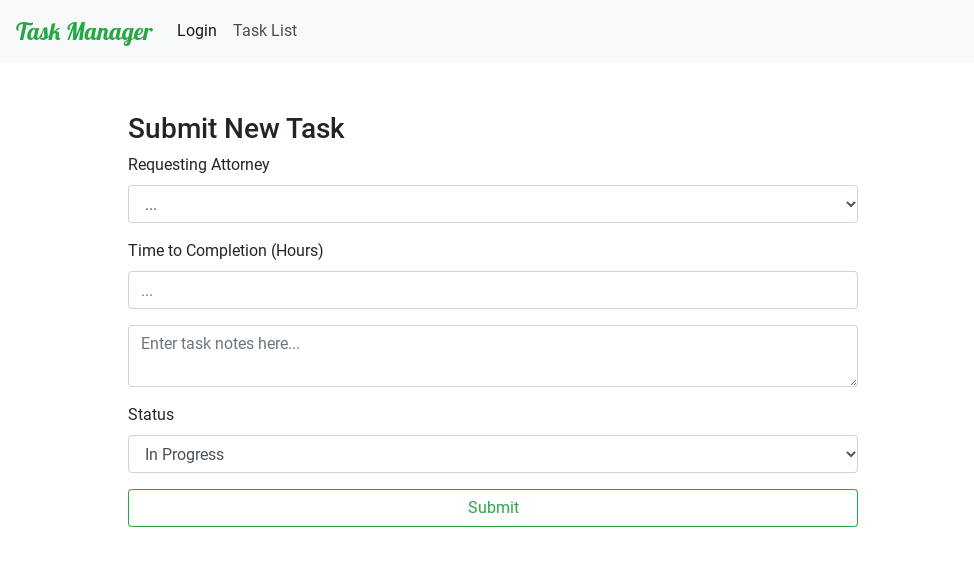 Task Manager Login Task List
Submit New Task
Requesting Attorney
...
Time to Completion (Hours)
...
Enter task notes here...
Status
In Progress
Submit